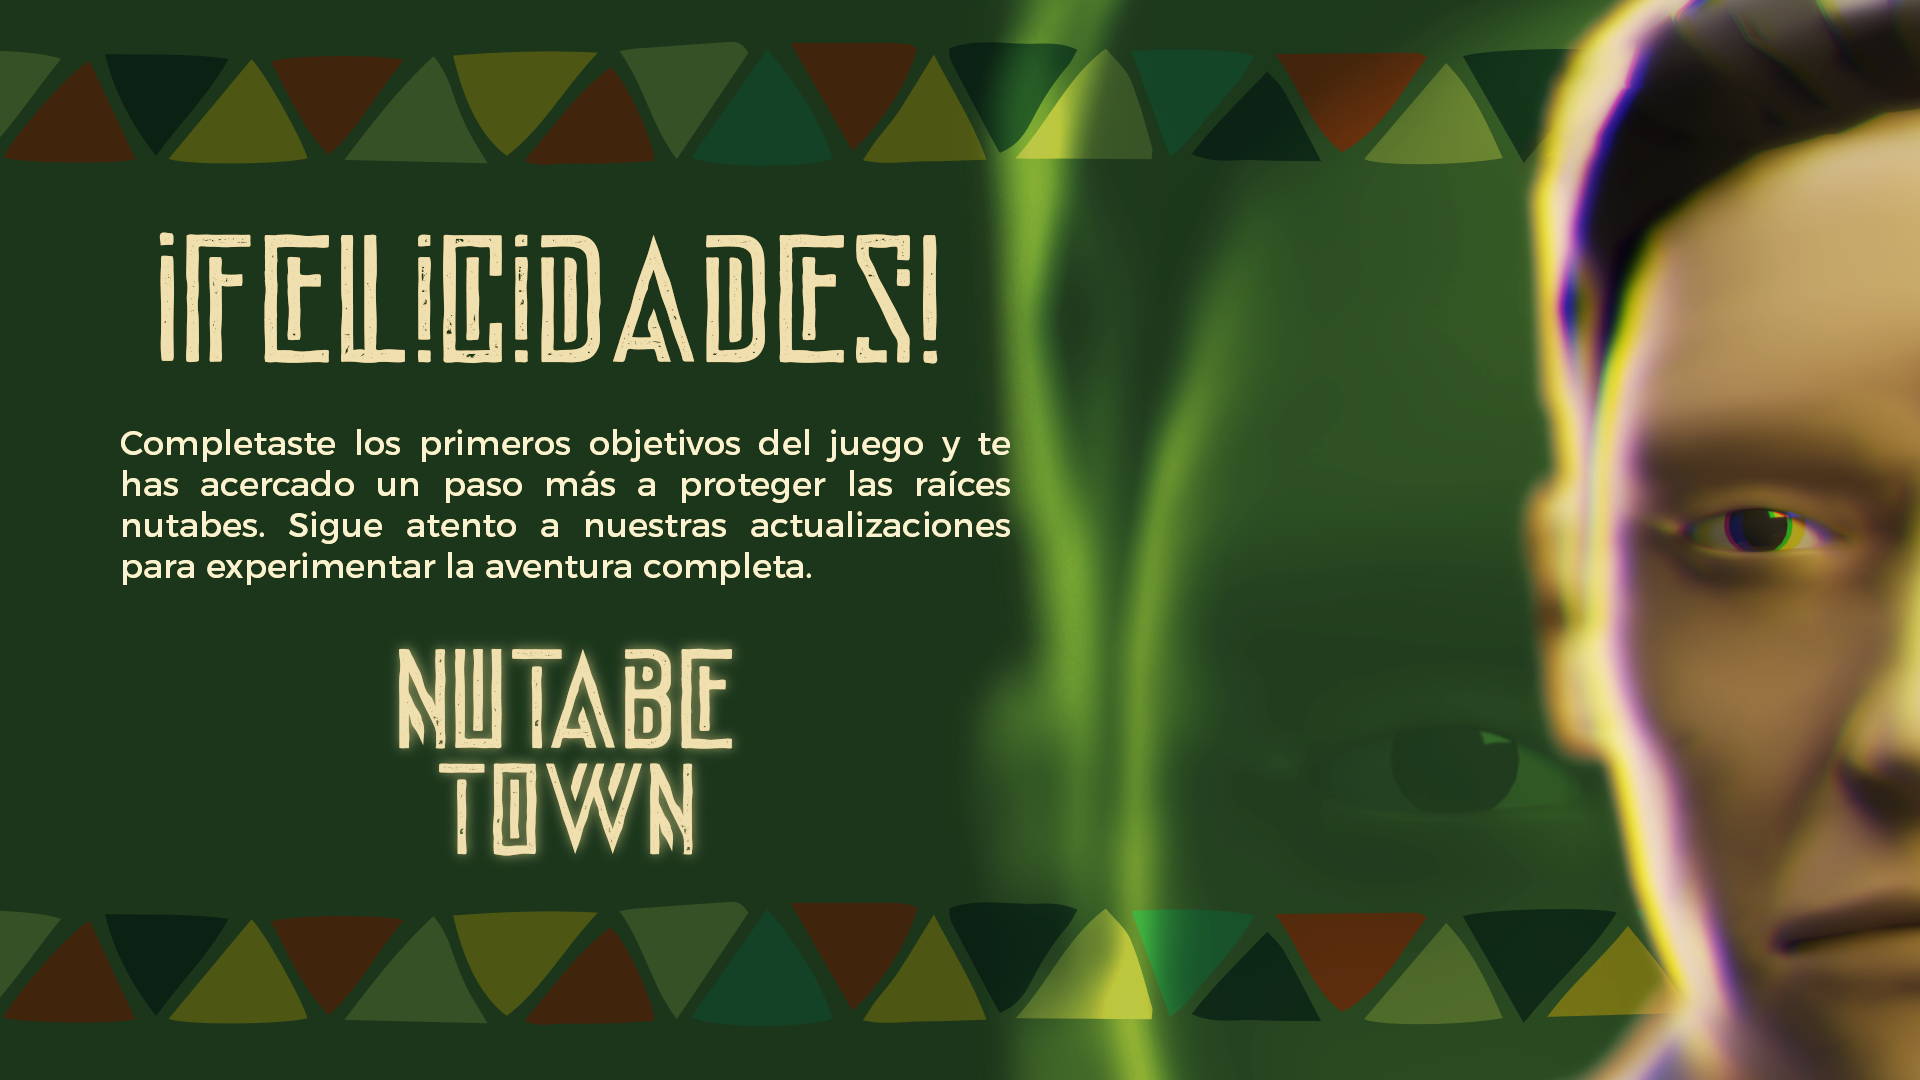 ¡FELICIDADES!
Completaste los primeros objetivos del juego y te
has acercado un paso más a proteger las raíces
nutabes. Sigue atento a nuestras actualizaciones
para experimentar la aventura completa.
NUTABE
TOWN